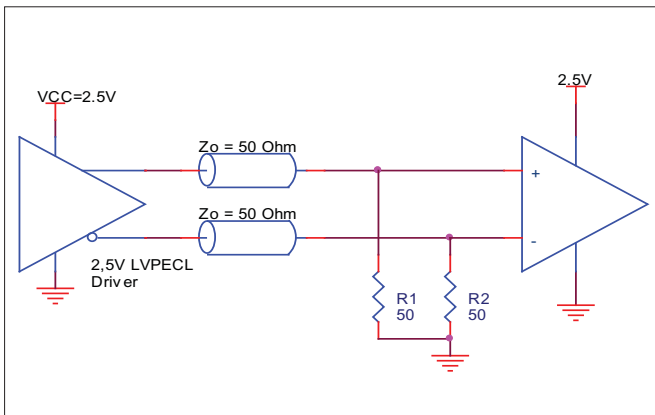 VCC=2.5V
2.5V
Zo = 50 Ohm
+
Zo = 50 Ohm
-
2,5V LVPECL
Driver
R1
50
R2
50